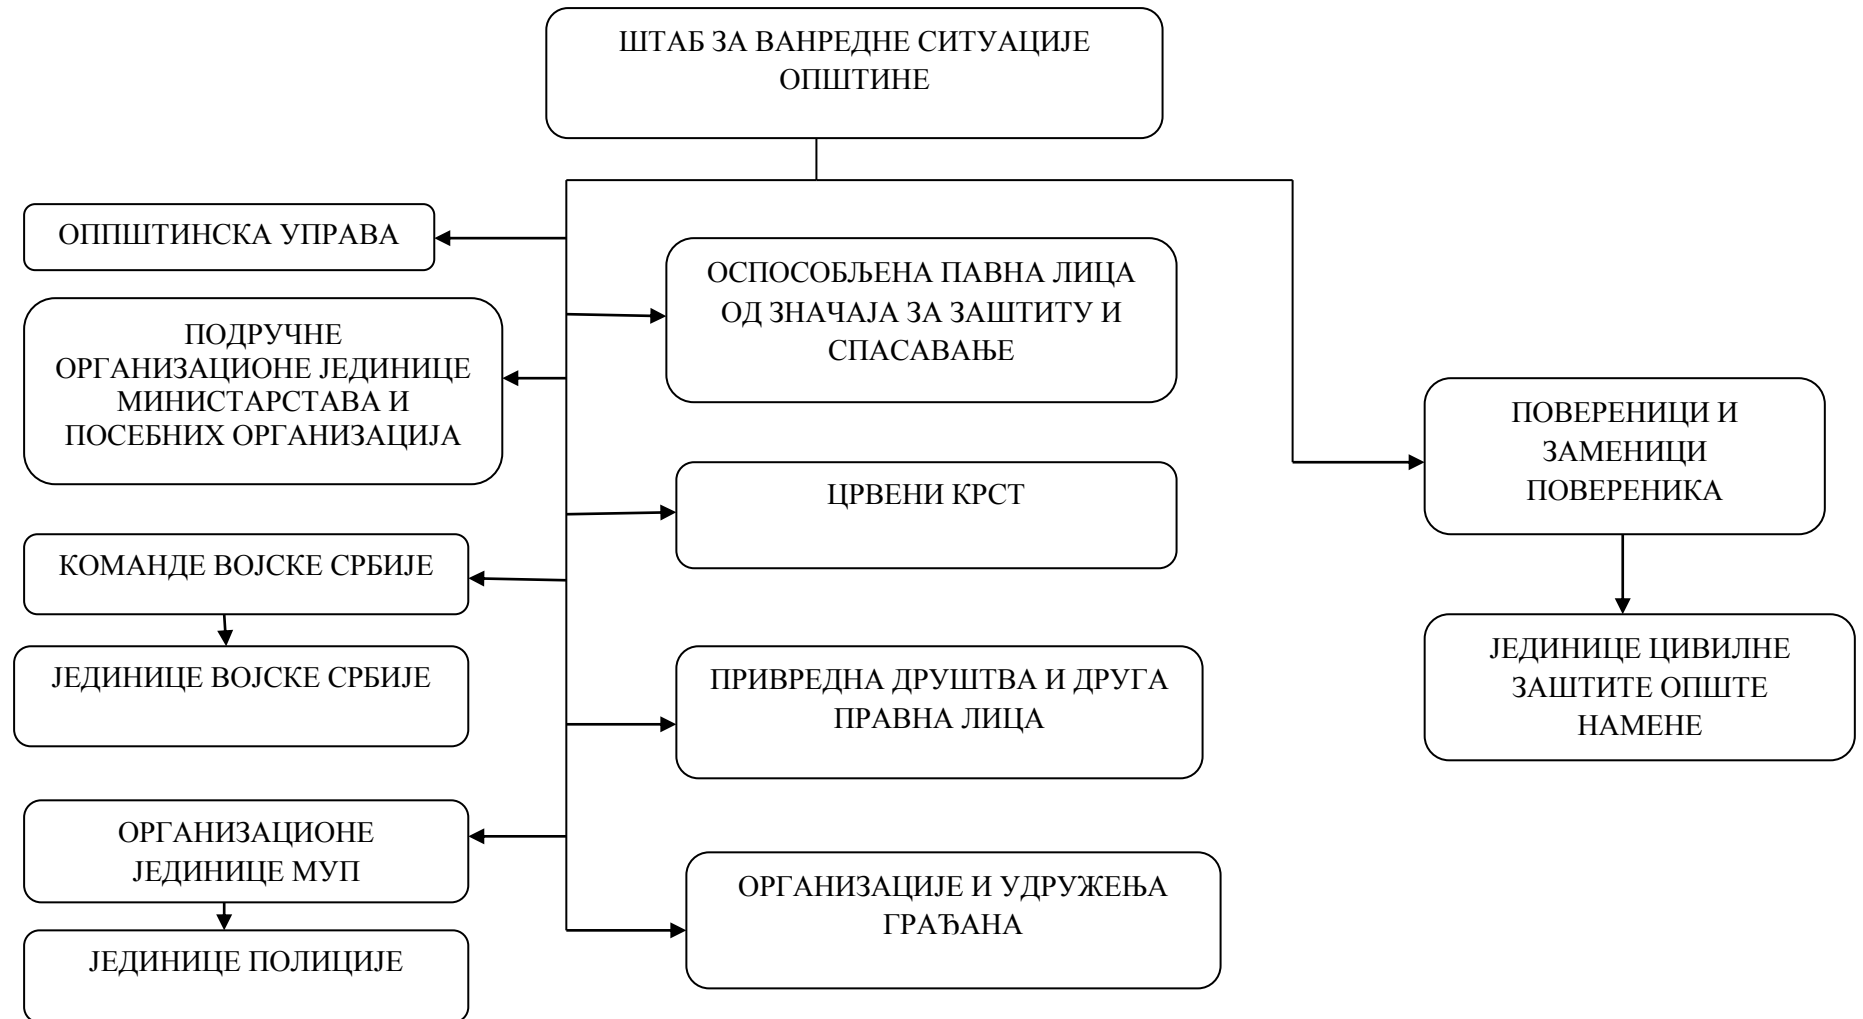 ШТАБ ЗА ВАНРЕДНЕ СИТУАЦИЈЕ
ОПШТИНЕ
ОППШТИНСКА УПРАВА
ПОДРУЧНЕ
ОРГАНИЗАЦИОНЕ ЈЕДИНИЦЕ
МИНИСТАРСТАВА И
ПОСЕБНИХ ОРГАНИЗАЦИЈА
КОМАНДЕ ВОЈСКЕ СРБИЈЕ
ЈЕДИНИЦЕ ВОЈСКЕ СРБИЈЕ
ОРГАНИЗАЦИОНЕ
ЈЕДИНИЦЕ МУП
ЈЕДИНИЦЕ ПОЛИЦИЈЕ
ОСПОСОБЉЕНА ПАВНА ЛИЦА
ОД ЗНАЧАЈА ЗА ЗАШТИТУ И
СПАСАВАЊЕ
ЦРВЕНИ КРСТ
ПРИВРЕДНА ДРУШТВА И ДРУГА
ПРАВНА ЛИЦА
ОРГАНИЗАЦИЈЕ И УДРУЖЕЊА
ГРАЂАНА
ПОВЕРЕНИЦИ И
ЗАМЕНИЦИ
ПОВЕРЕНИКА
ЈЕДИНИЦЕ ЦИВИЛНЕ
ЗАШТИТЕ ОПШТЕ
НАМЕНЕ